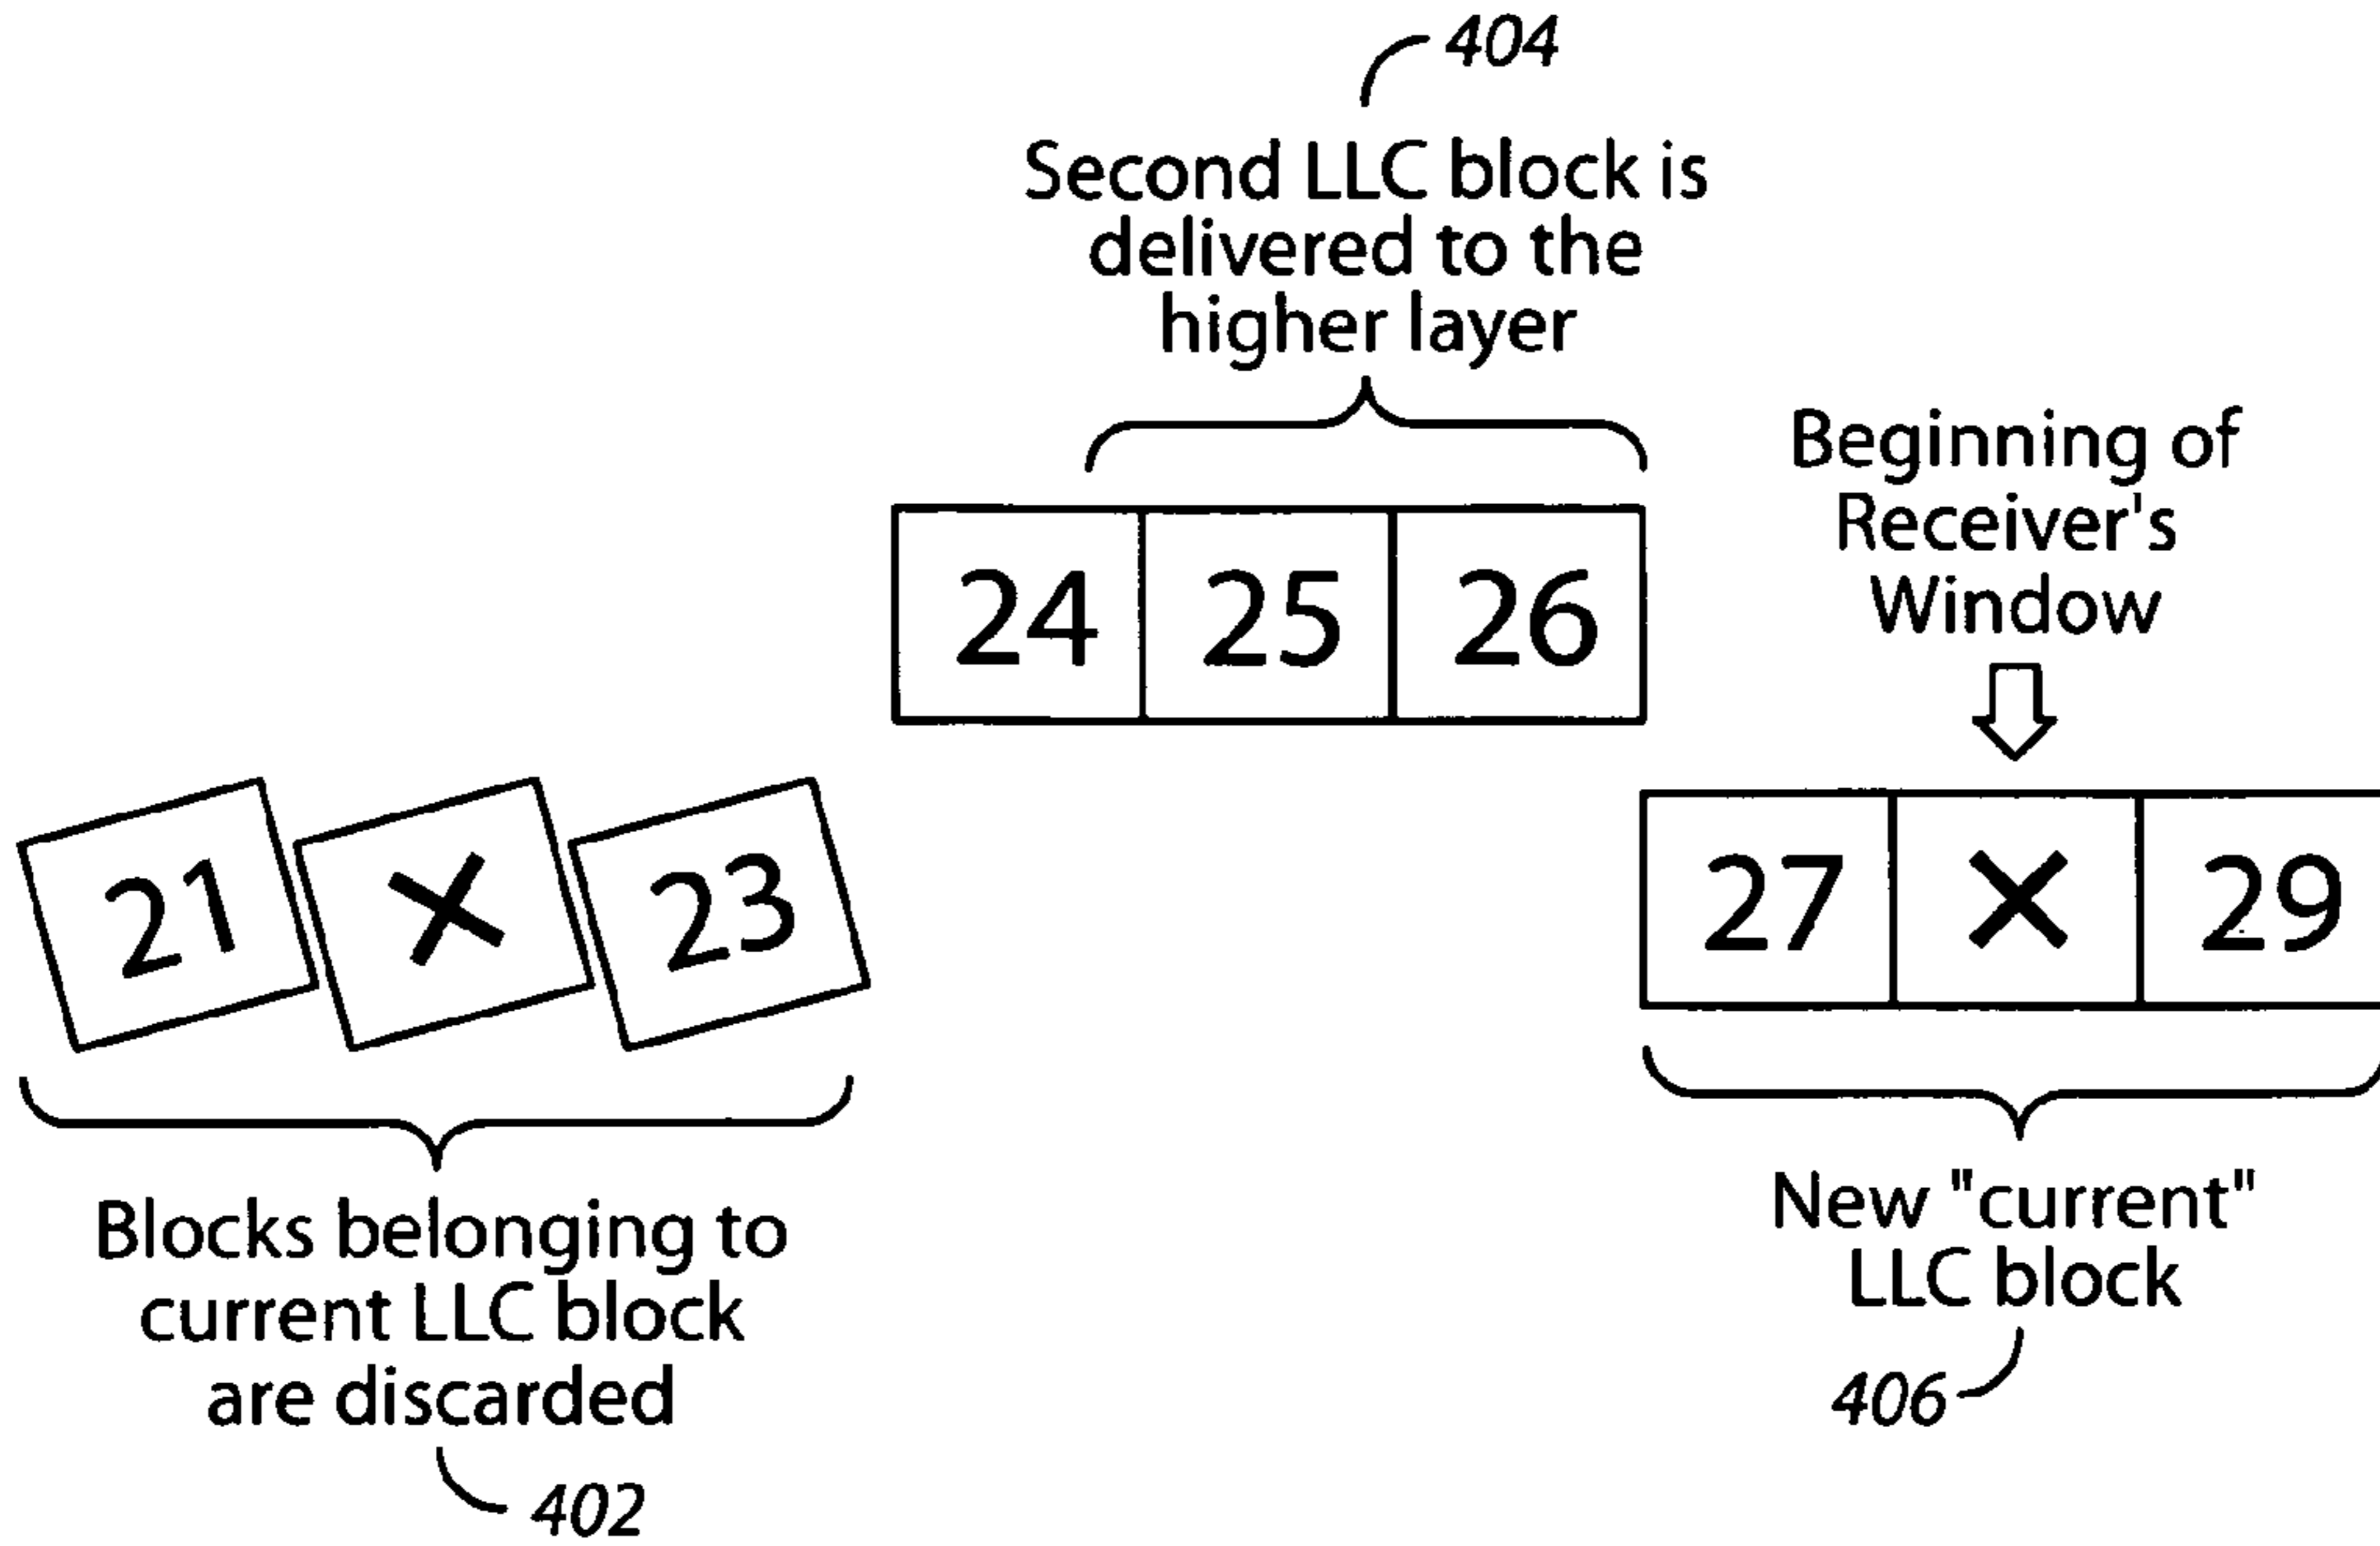 404
Second LLC block is
delivered to the
higher layer
Beginning of
Receiver's
Window
24 25 26
21 × 23
27 × 29
Blocks belonging to
current LLC block
are discarded
402
New "current"
LLC block
406